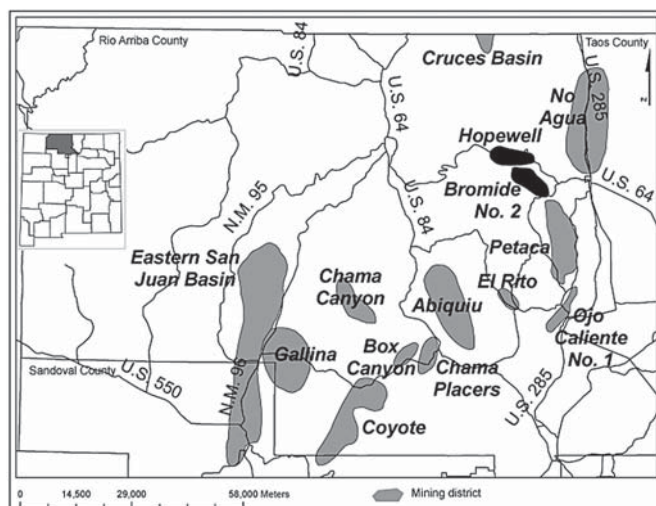 Rio Arriba County
U.S. 84
Taos County
Cruces Basin
U.S. 64
U.S. 285
No
Agua
Hopewell
U.S. 64
Bromide
No. 2
N.M. 95
U.S. 84
Petaca
Eastern San
Juan Basin
Chama
Canyon
El Rito
Abiquiu
Ojo
Caliente
No. 1
Gallina
Box
Canyon
Chama
Placers
Sandoval County
U.S. 550
N.M. 96
U.S. 285
Coyote
0 14,500 29,000 58,000 Meters
Mining district